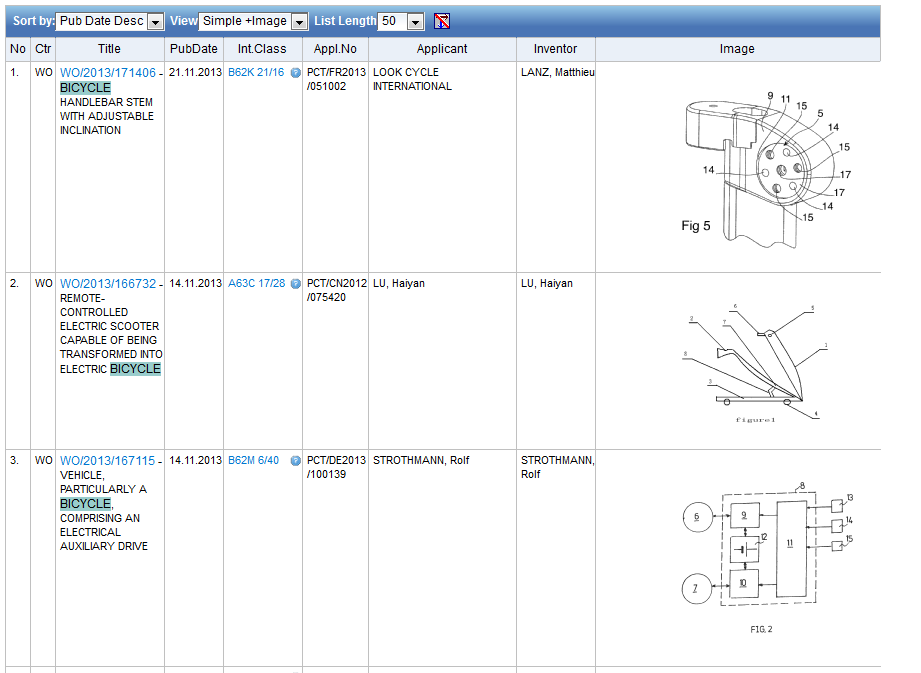 Sort by: Pub Date Desc View Simple +Image List Length 50
No Ctr Title PubDate Int.Class Appl.No Applicant Inventor Image
1. WO WO/2013/171406 - 21.11.2013 B62K 21/16 ? PCT/FR2013 LOOK CYCLE LANZ, Matthieu
BICYCLE /051002 INTERNATIONAL
HANDLEBAR STEM
WITH ADJUSTABLE
INCLINATION
9 11 15 5 14 15 17 17 14 15 14
Fig 5
2. WO WO/2013/166732 - 14.11.2013 A63C 17/28 ? PCT/CN2012 LU, Haiyan LU, Haiyan
REMOTE- /075420
CONTROLLED
ELECTRIC SCOOTER
CAPABLE OF BEING
TRANSFORMED INTO
ELECTRIC BICYCLE
2 7 6 1 3 4
figure1
3. WO WO/2013/167115 - 14.11.2013 B62M 6/40 ? PCT/DE2013 STROTHMANN, Rolf STROTHMANN,
VEHICLE, /100139 Rolf
PARTICULARLY A
BICYCLE,
COMPRISING AN
ELECTRICAL
AUXILIARY DRIVE
8
6 9 13
12 11 14
15
7 10
FIG. 2